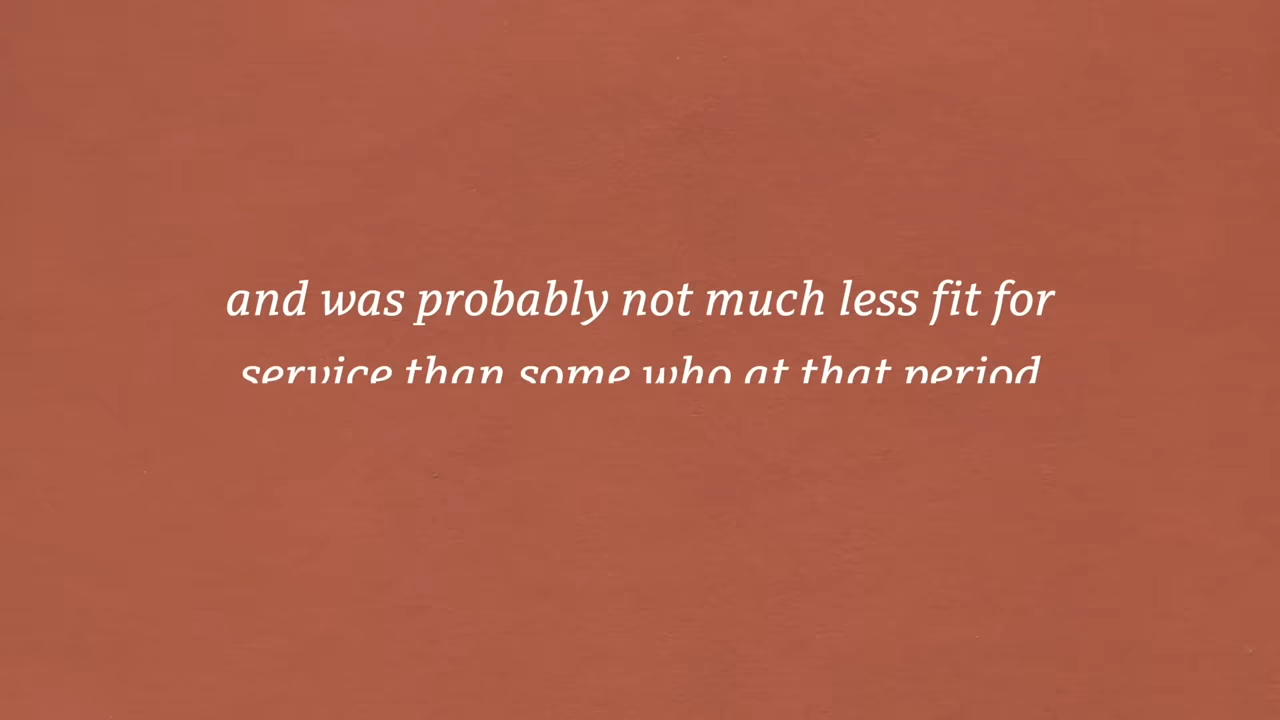 and was probably not much less fit for
service than some who at that period